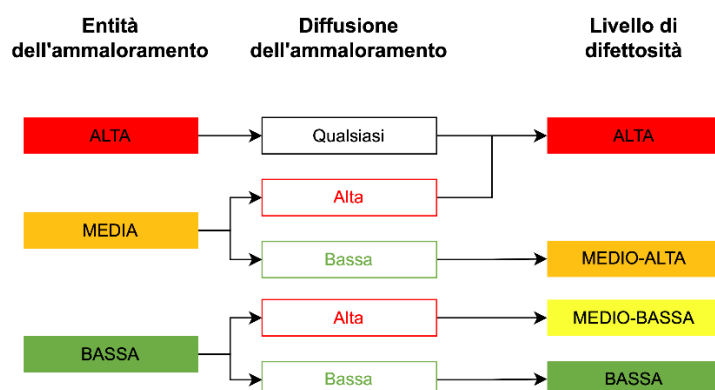 Entità
dell'ammaloramento
Diffusione
dell'ammaloramento
Livello di
difettosità
ALTA
Qualsiasi
ALTA
Alta
MEDIA
Bassa
MEDIO-ALTA
Alta
MEDIO-BASSA
BASSA
Bassa
BASSA